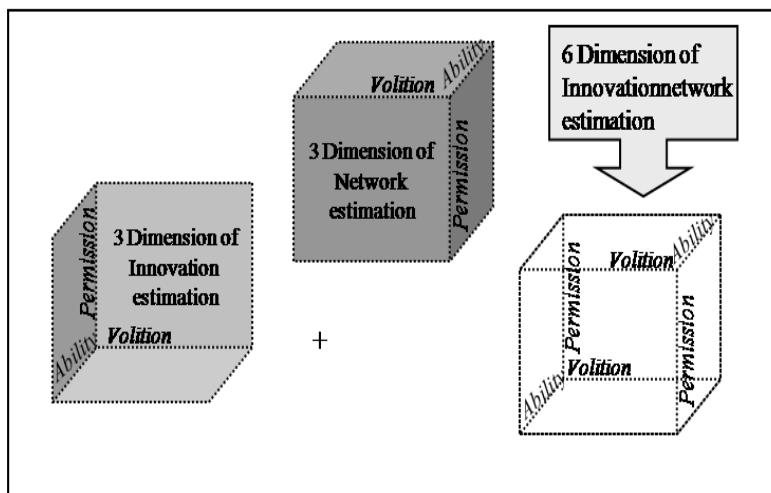 Permission
3 Dimension of
Innovation
estimation
Ability
Volition
+
Volition
Ability
3 Dimension of
Network
estimation
Permission
6 Dimension of
Innovationnetwork
estimation
Volition
Ability
Permission
Permission
Volition
Ability